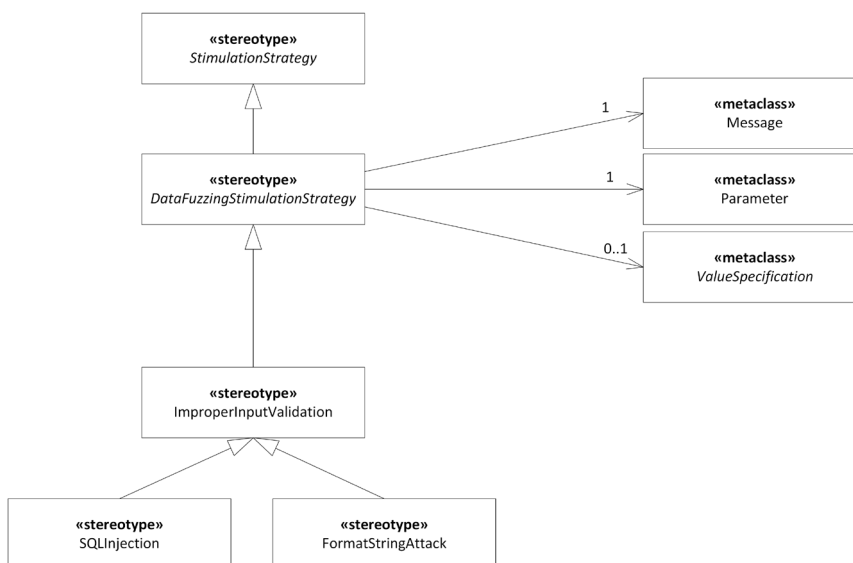 «stereotype»
StimulationStrategy
1
«metaclass»
Message
«stereotype»
DataFuzzingStimulationStrategy
1
«metaclass»
Parameter
0..1
«metaclass»
ValueSpecification
«stereotype»
ImproperInputValidation
«stereotype»
SQLInjection
«stereotype»
FormatStringAttack